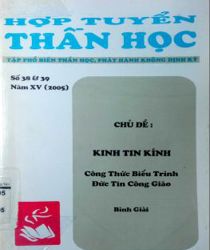 HỢP TUYỂN
THẦN HỌC
TẬP PHỔ BIẾN THẦN HỌC, PHÁT HÀNH KHÔNG ĐỊNH KỲ
Số 38 & 39
Năm XV (2005)
CHỦ ĐỀ :
KINH TIN KÍNH
Công Thức Biểu Trình
Đức Tin Công Giáo
Bình Giải